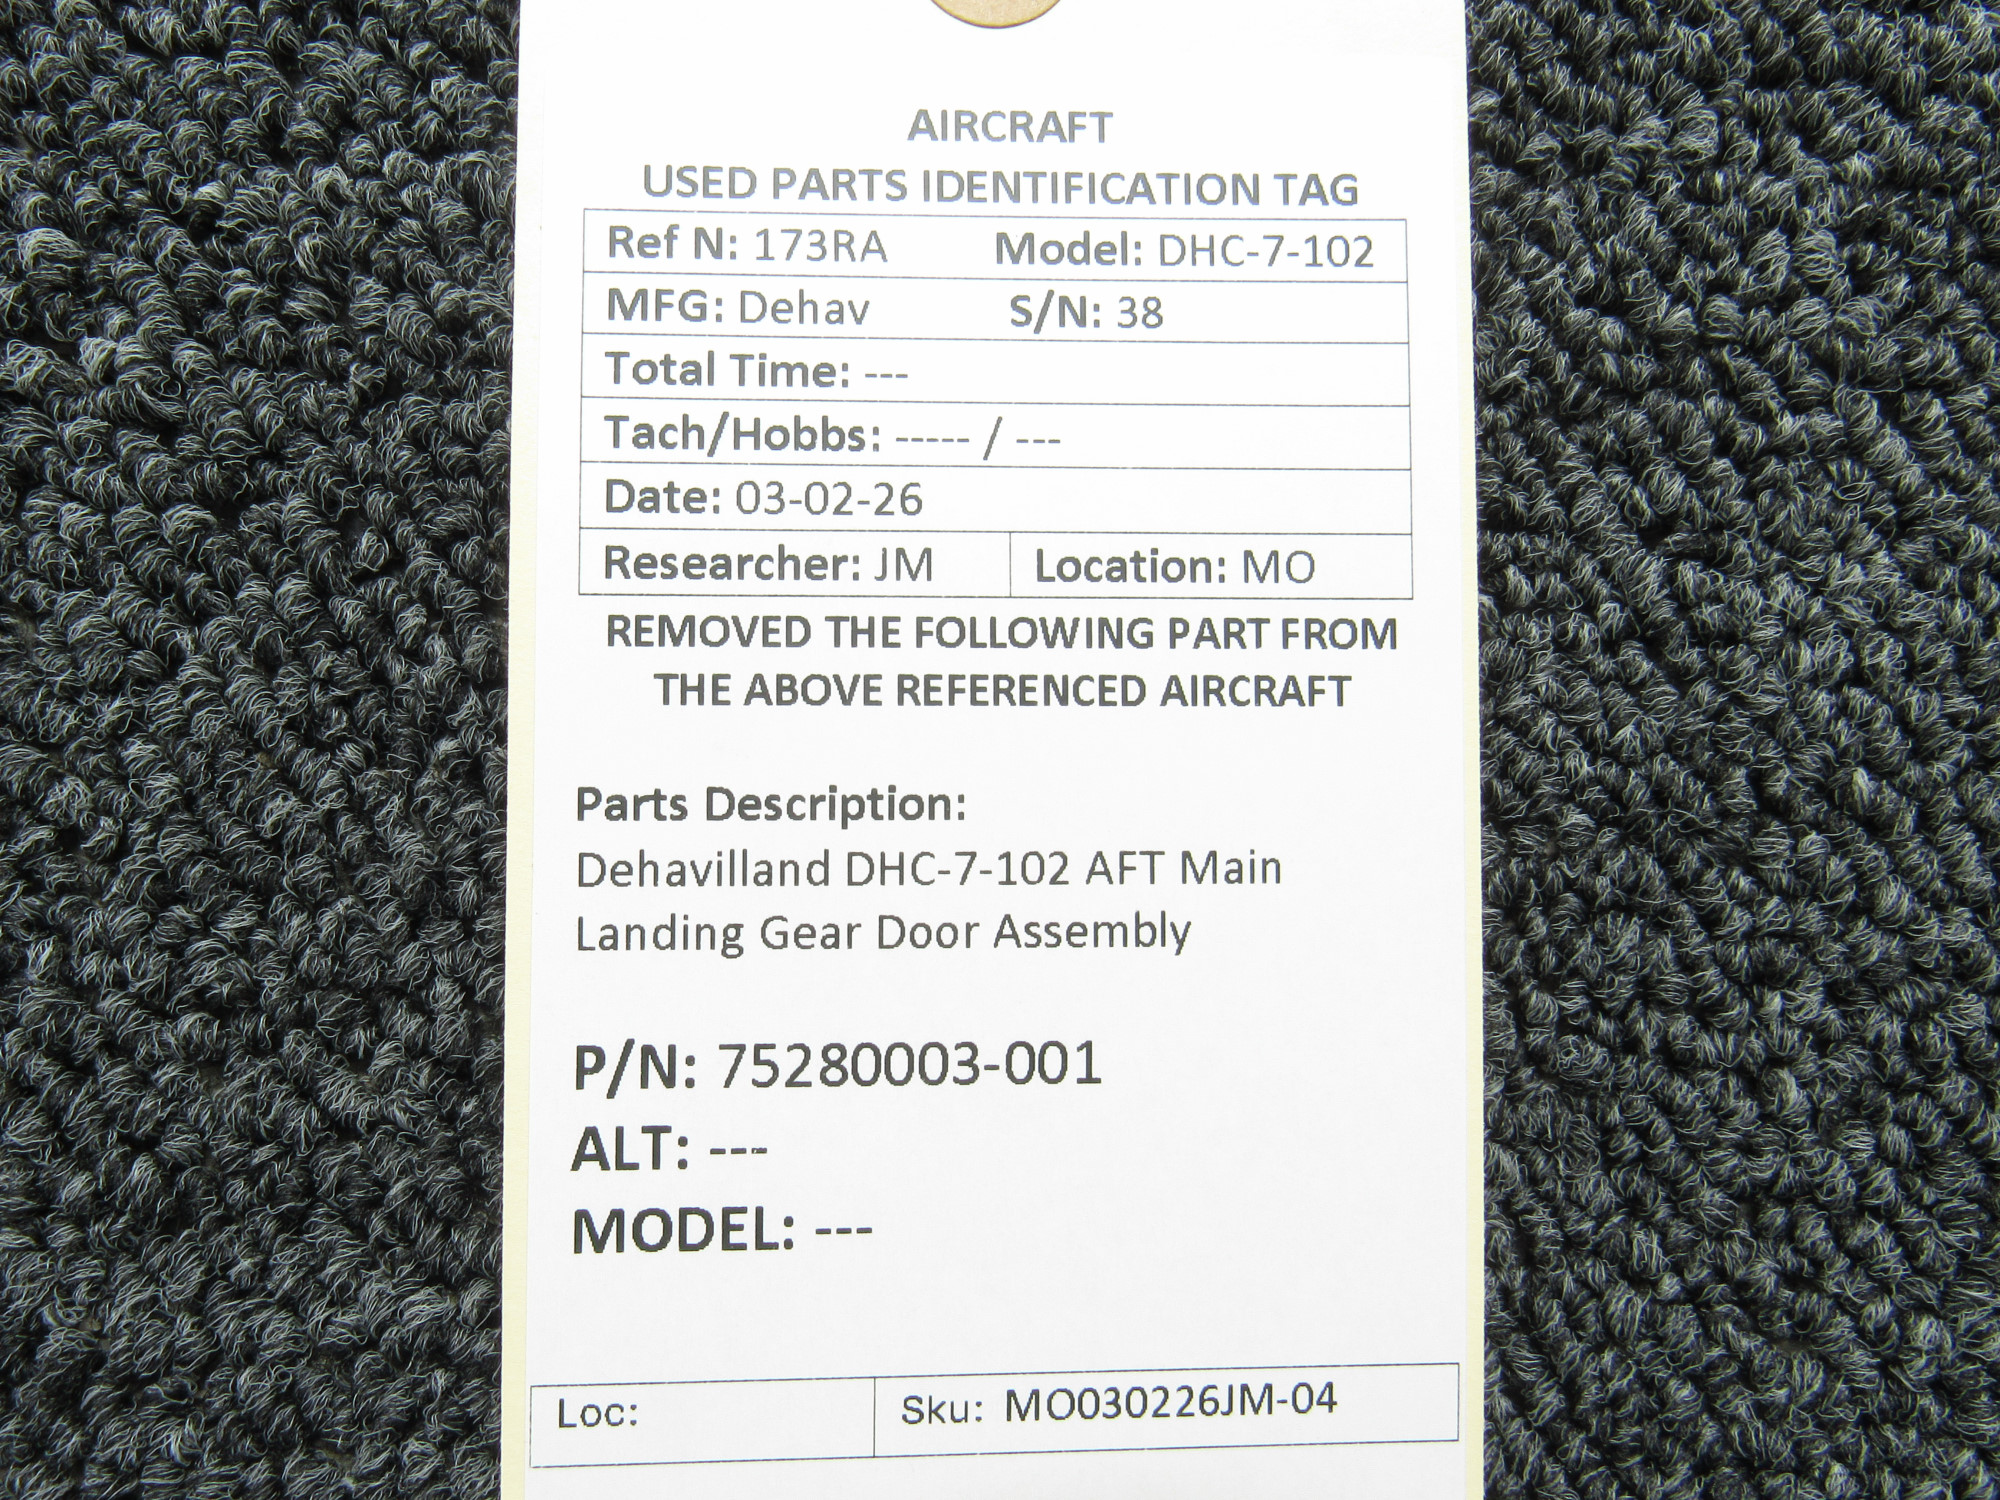 AIRCRAFT
USED PARTS IDENTIFICATION TAG
Ref N: 173RA Model: DHC-7-102
MFG: Dehav S/N: 38
Total Time: ---
Tach/Hobbs: ----- / ---
Date: 03-02-26
Researcher: JM Location: MO
REMOVED THE FOLLOWING PART FROM
THE ABOVE REFERENCED AIRCRAFT
Parts Description:
Dehavilland DHC-7-102 AFT Main
Landing Gear Door Assembly
P/N: 75280003-001
ALT: ---
MODEL: ---
Loc: Sku: MO030226JM-04